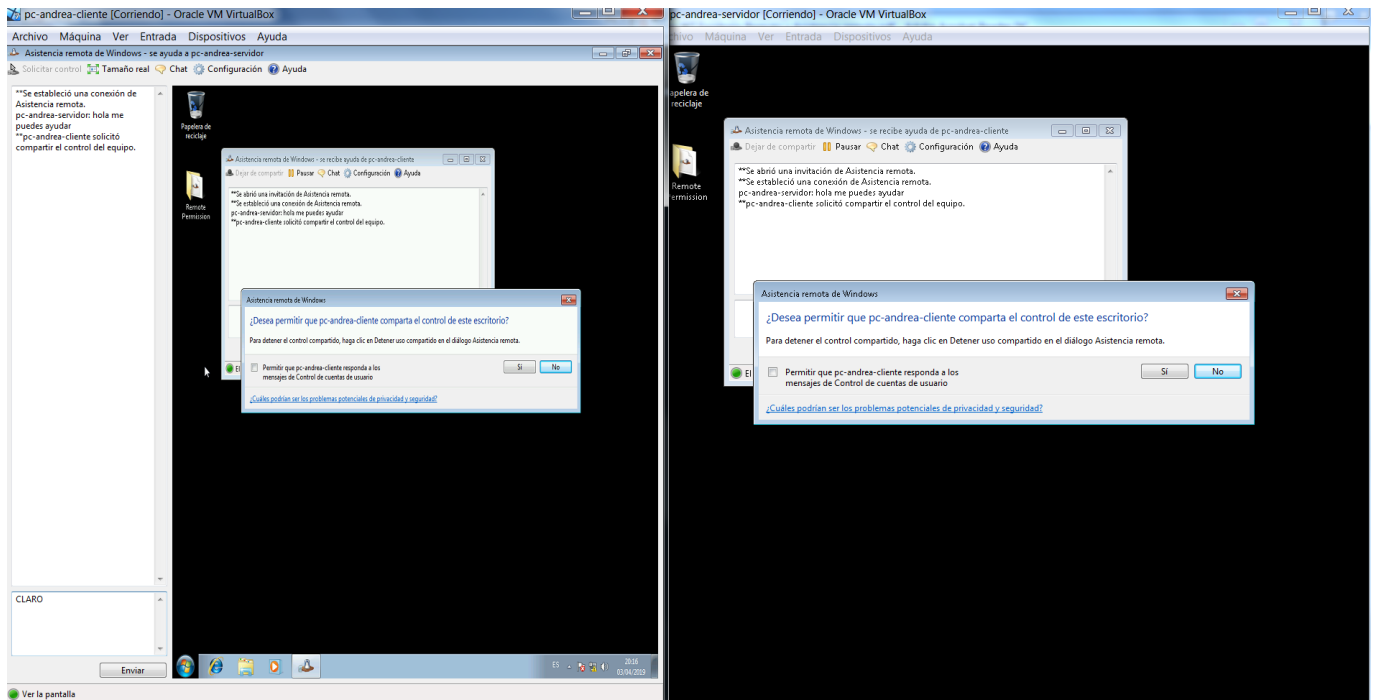 pc-andrea-cliente [Corriendo] - Oracle VM VirtualBox
Archivo Máquina Ver Entrada Dispositivos Ayuda
Asistencia remota de Windows - se ayuda a pc-andrea-servidor
Solicitar control Tamaño real Chat Configuración Ayuda
**Se estableció una conexión de
Asistencia remota.
pc-andrea-servidor: hola me
puedes ayudar
**pc-andrea-cliente solicitó
compartir el control del equipo.
CLARO
Enviar
Ver la pantalla
Papelera de
reciclaje
Remote
Permission
Asistencia remota de Windows - se recibe ayuda de pc-andrea-cliente
Dejar de compartir Pausar Chat Configuración Ayuda
**Se abrió una invitación de Asistencia remota.
**Se estableció una conexión de Asistencia remota.
pc-andrea-servidor: hola me puedes ayudar
**pc-andrea-cliente solicitó compartir el control del equipo.
El
Asistencia remota de Windows
¿Desea permitir que pc-andrea-cliente comparta el control de este escritorio?
Para detener el control compartido, haga clic en Detener uso compartido en el diálogo Asistencia remota.
Permitir que pc-andrea-cliente responda a los
mensajes de Control de cuentas de usuario
Sí No
¿Cuáles podrían ser los problemas potenciales de privacidad y seguridad?
ES 20:16
03/04/2019
pc-andrea-servidor [Corriendo] - Oracle VM VirtualBox
hivo Máquina Ver Entrada Dispositivos Ayuda
apelera de
reciclaje
Remote
ermission
Asistencia remota de Windows - se recibe ayuda de pc-andrea-cliente
Dejar de compartir Pausar Chat Configuración Ayuda
**Se abrió una invitación de Asistencia remota.
**Se estableció una conexión de Asistencia remota.
pc-andrea-servidor: hola me puedes ayudar
**pc-andrea-cliente solicitó compartir el control del equipo.
El
Asistencia remota de Windows
¿Desea permitir que pc-andrea-cliente comparta el control de este escritorio?
Para detener el control compartido, haga clic en Detener uso compartido en el diálogo Asistencia remota.
Permitir que pc-andrea-cliente responda a los
mensajes de Control de cuentas de usuario
Sí No
¿Cuáles podrían ser los problemas potenciales de privacidad y seguridad?